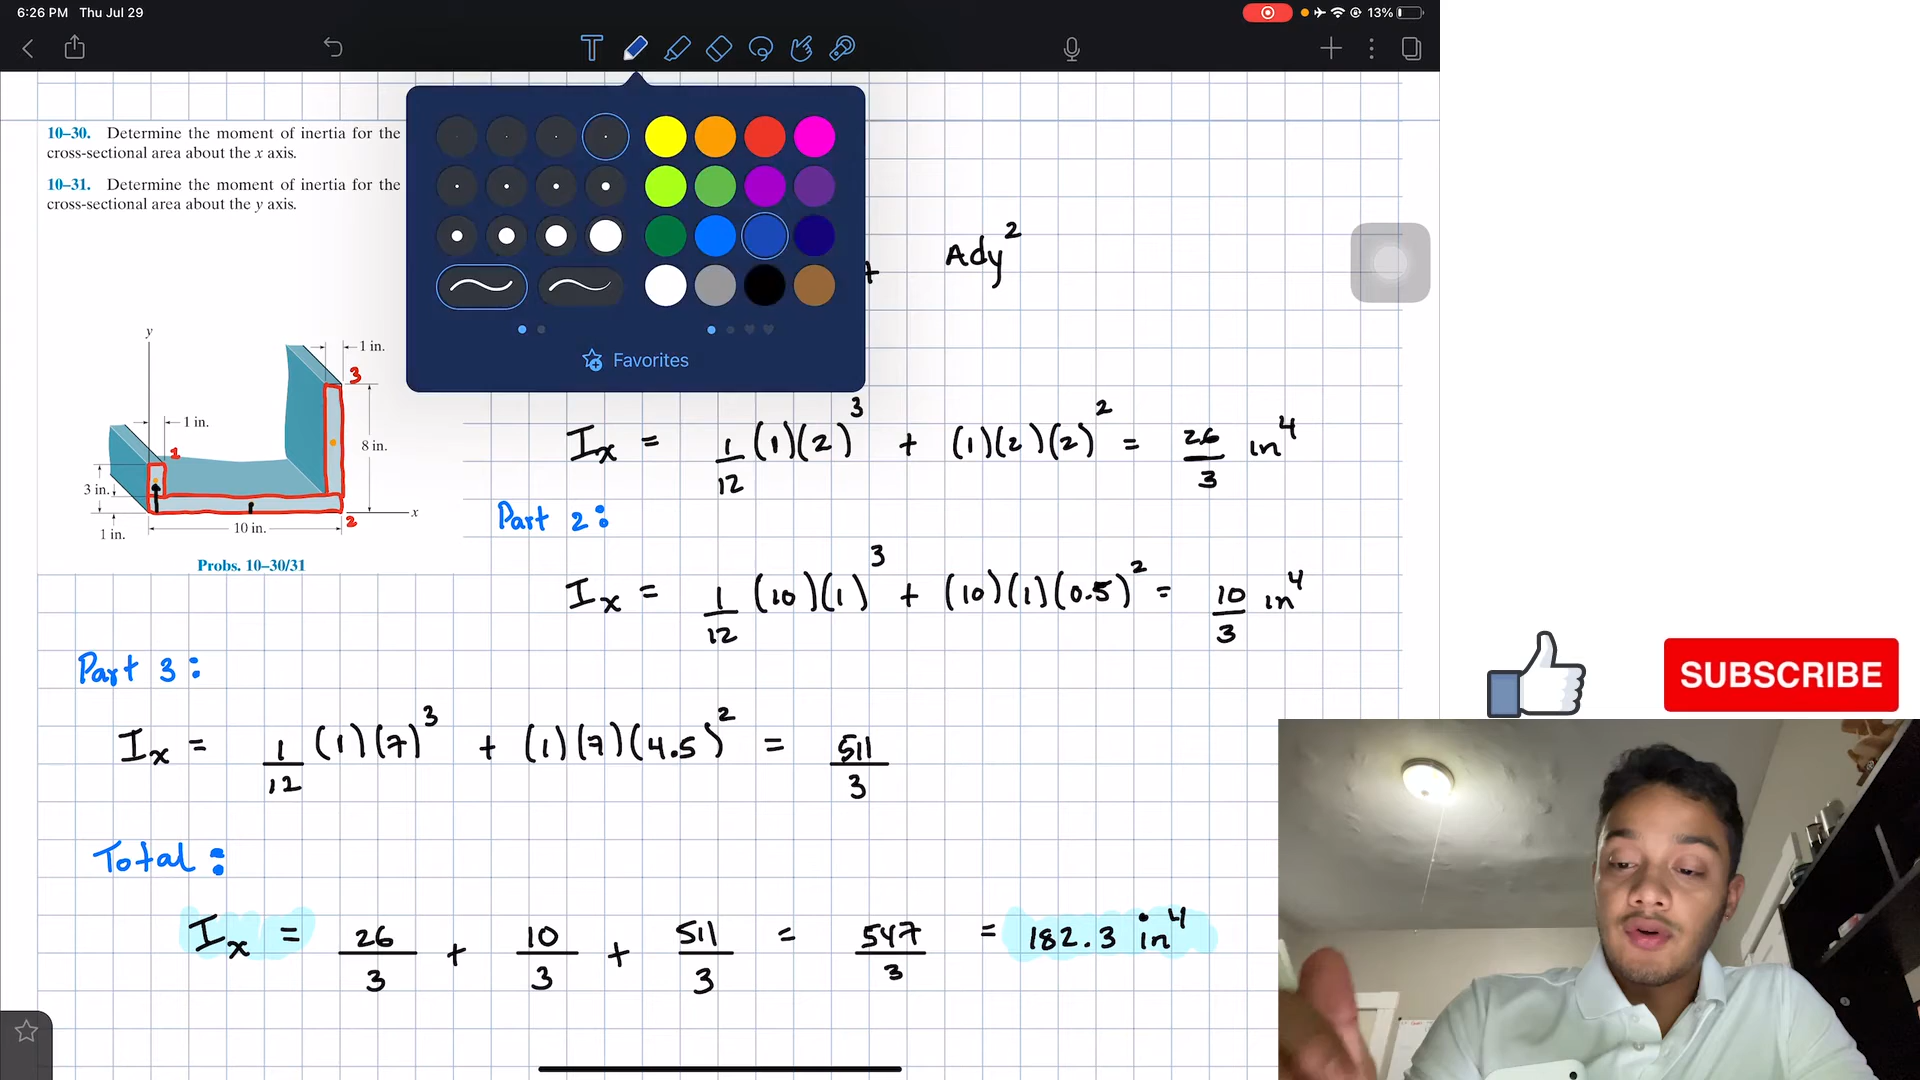 6:26 PM Thu Jul 29
13%
T
10–30. Determine the moment of inertia for the
cross-sectional area about the x axis.
10–31. Determine the moment of inertia for the
cross-sectional area about the y axis.
Favorites
+ Ady²
y
1 in.
3
1 in.
1
8 in.
3 in.
x
2
10 in.
1 in.
Probs. 10–30/31
Ix = 1/12 (1)(2)³ + (1)(2)(2)² = 26/3 in⁴
Part 2:
Ix = 1/12 (10)(1)³ + (10)(1)(0.5)² = 10/3 in⁴
Part 3:
Ix = 1/12 (1)(7)³ + (1)(7)(4.5)² = 511/3
Total:
Ix = 26/3 + 10/3 + 511/3 = 547/3 = 182.3 in⁴
SUBSCRIBE